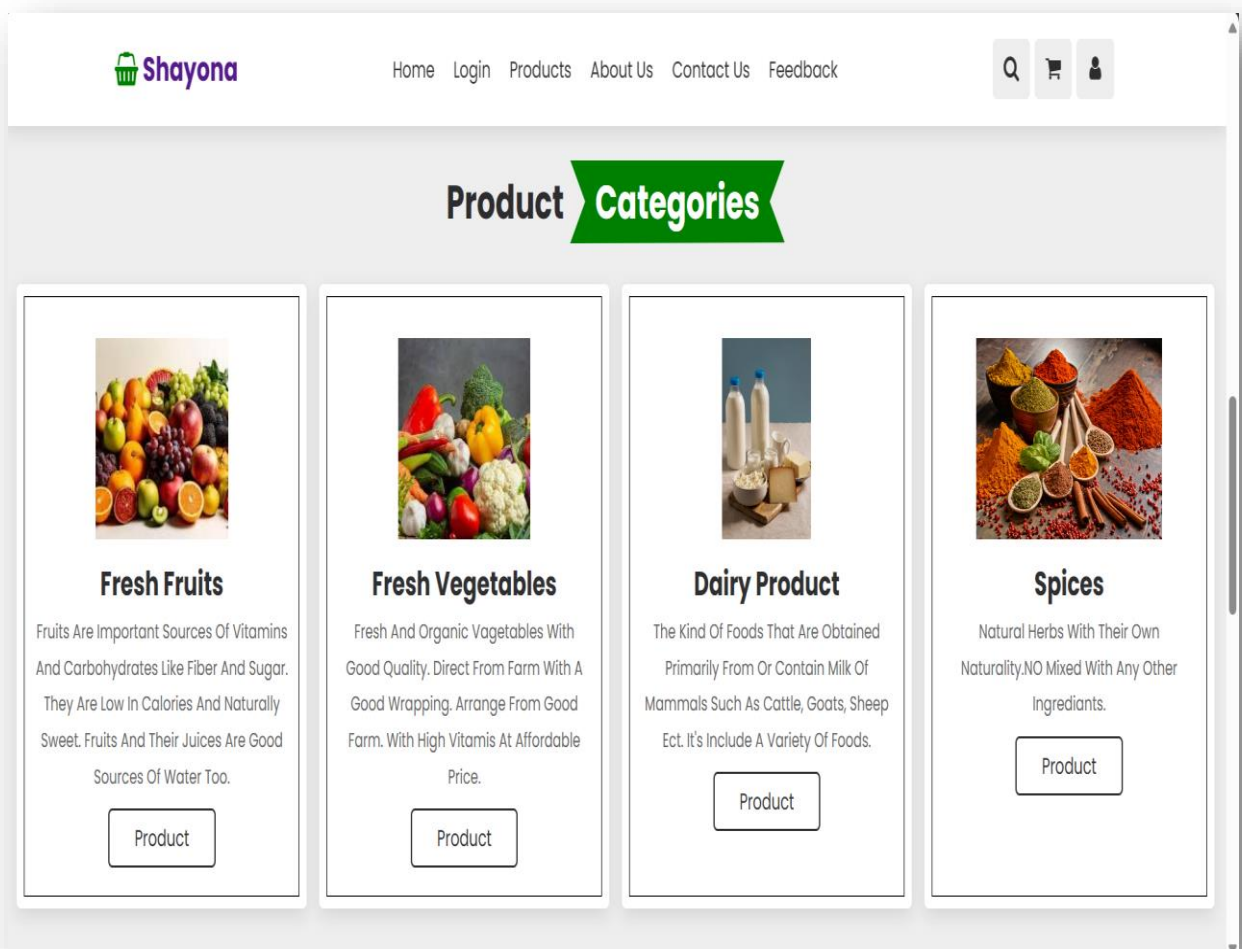 Shayona
Home Login Products About Us Contact Us Feedback
Product Categories
Fresh Fruits
Fruits Are Important Sources Of Vitamins
And Carbohydrates Like Fiber And Sugar.
They Are Low In Calories And Naturally
Sweet. Fruits And Their Juices Are Good
Sources Of Water Too.
Product
Fresh Vegetables
Fresh And Organic Vagetables With
Good Quality. Direct From Farm With A
Good Wrapping. Arrange From Good
Farm. With High Vitamis At Affordable
Price.
Product
Dairy Product
The Kind Of Foods That Are Obtained
Primarily From Or Contain Milk Of
Mammals Such As Cattle, Goats, Sheep
Ect. It's Include A Variety Of Foods.
Product
Spices
Natural Herbs With Their Own
Naturality.NO Mixed With Any Other
Ingrediants.
Product